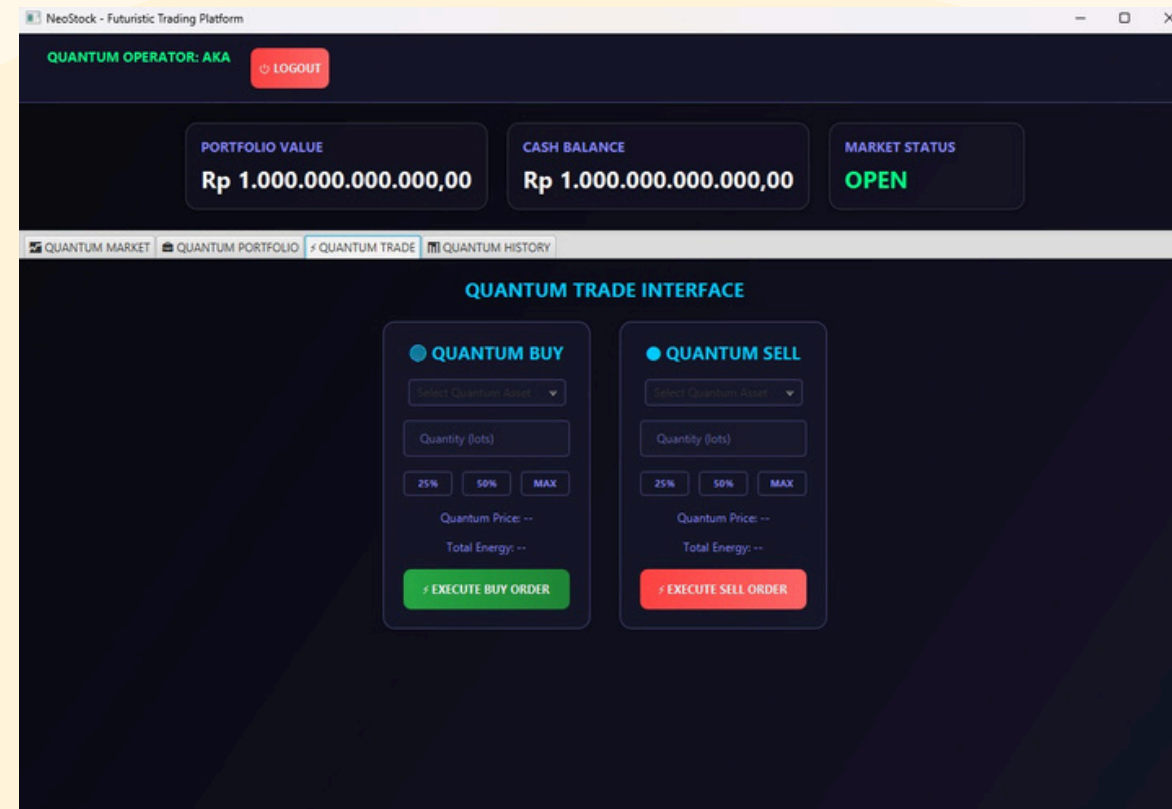 NeoStock - Futuristic Trading Platform
QUANTUM OPERATOR: AKA
⏻ LOGOUT
PORTFOLIO VALUE
Rp 1.000.000.000.000,00
CASH BALANCE
Rp 1.000.000.000.000,00
MARKET STATUS
OPEN
QUANTUM MARKET
QUANTUM PORTFOLIO
⚡ QUANTUM TRADE
QUANTUM HISTORY
QUANTUM TRADE INTERFACE
QUANTUM BUY
Select Quantum Asset
Quantity (lots)
25% 50% MAX
Quantum Price: --
Total Energy: --
⚡ EXECUTE BUY ORDER
QUANTUM SELL
Select Quantum Asset
Quantity (lots)
25% 50% MAX
Quantum Price: --
Total Energy: --
⚡ EXECUTE SELL ORDER